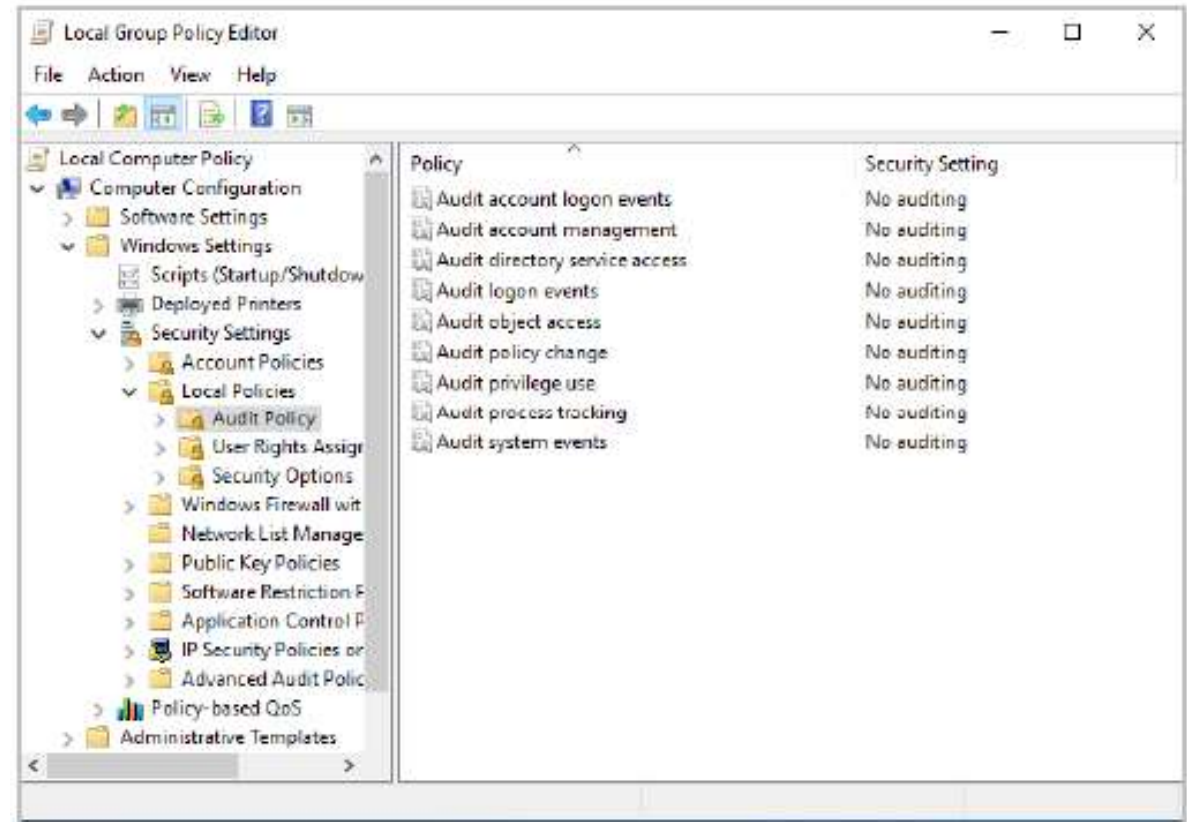 Local Group Policy Editor
File Action View Help
Local Computer Policy
Computer Configuration
Software Settings
Windows Settings
Scripts (Startup/Shutdow
Deployed Printers
Security Settings
Account Policies
Local Policies
Audit Policy
User Rights Assigr
Security Options
Windows Firewall wit
Network List Manage
Public Key Policies
Software Restriction P
Application Control P
IP Security Policies or
Advanced Audit Polic
Policy-based QoS
Administrative Templates
Policy Security Setting
Audit account logon events No auditing
Audit account management No auditing
Audit directory service access No auditing
Audit logon events No auditing
Audit object access No auditing
Audit policy change No auditing
Audit privilege use No auditing
Audit process tracking No auditing
Audit system events No auditing